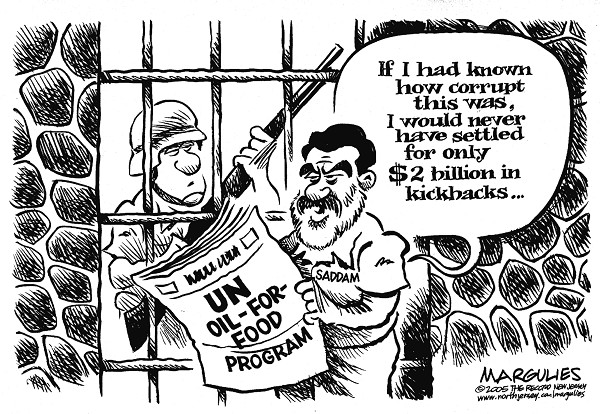 If I had known
how corrupt
this was,
I would never
have settled
for only
$2 billion in
kickbacks...
SADDAM
UN
OIL-FOR-
FOOD
PROGRAM
MARGULIES
©2005 THE RECORD NEW JERSEY
www.northjersey.com/margulies